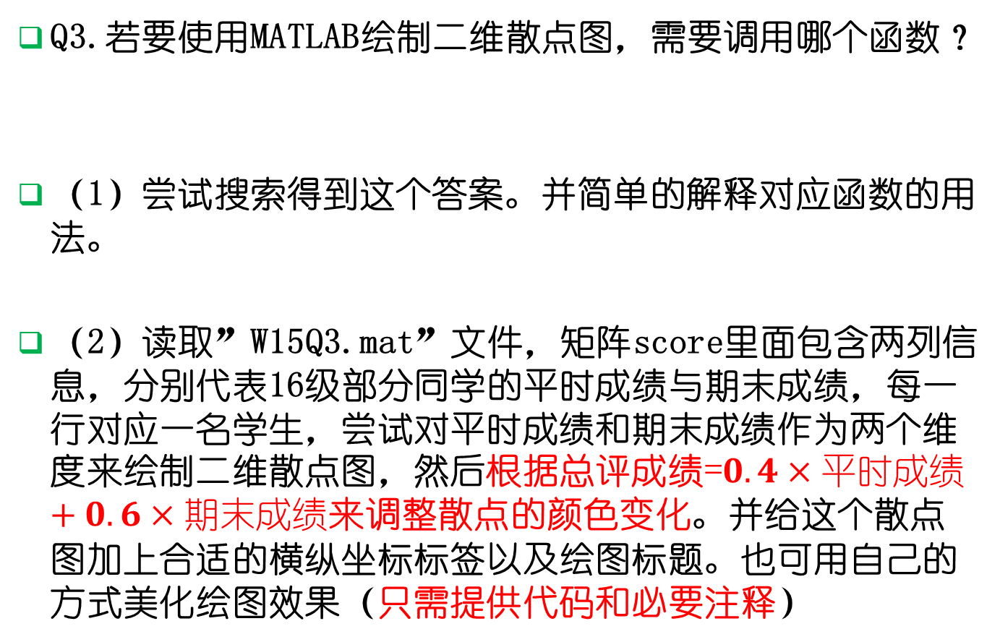 Q3.若要使用MATLAB绘制二维散点图，需要调用哪个函数？
（1）尝试搜索得到这个答案。并简单的解释对应函数的用
法。
（2）读取”W15Q3.mat”文件，矩阵score里面包含两列信
息，分别代表16级部分同学的平时成绩与期末成绩，每一
行对应一名学生，尝试对平时成绩和期末成绩作为两个维
度来绘制二维散点图，然后根据总评成绩=0.4 × 平时成绩
+ 0.6 × 期末成绩来调整散点的颜色变化。并给这个散点
图加上合适的横纵坐标标签以及绘图标题。也可用自己的
方式美化绘图效果（只需提供代码和必要注释）